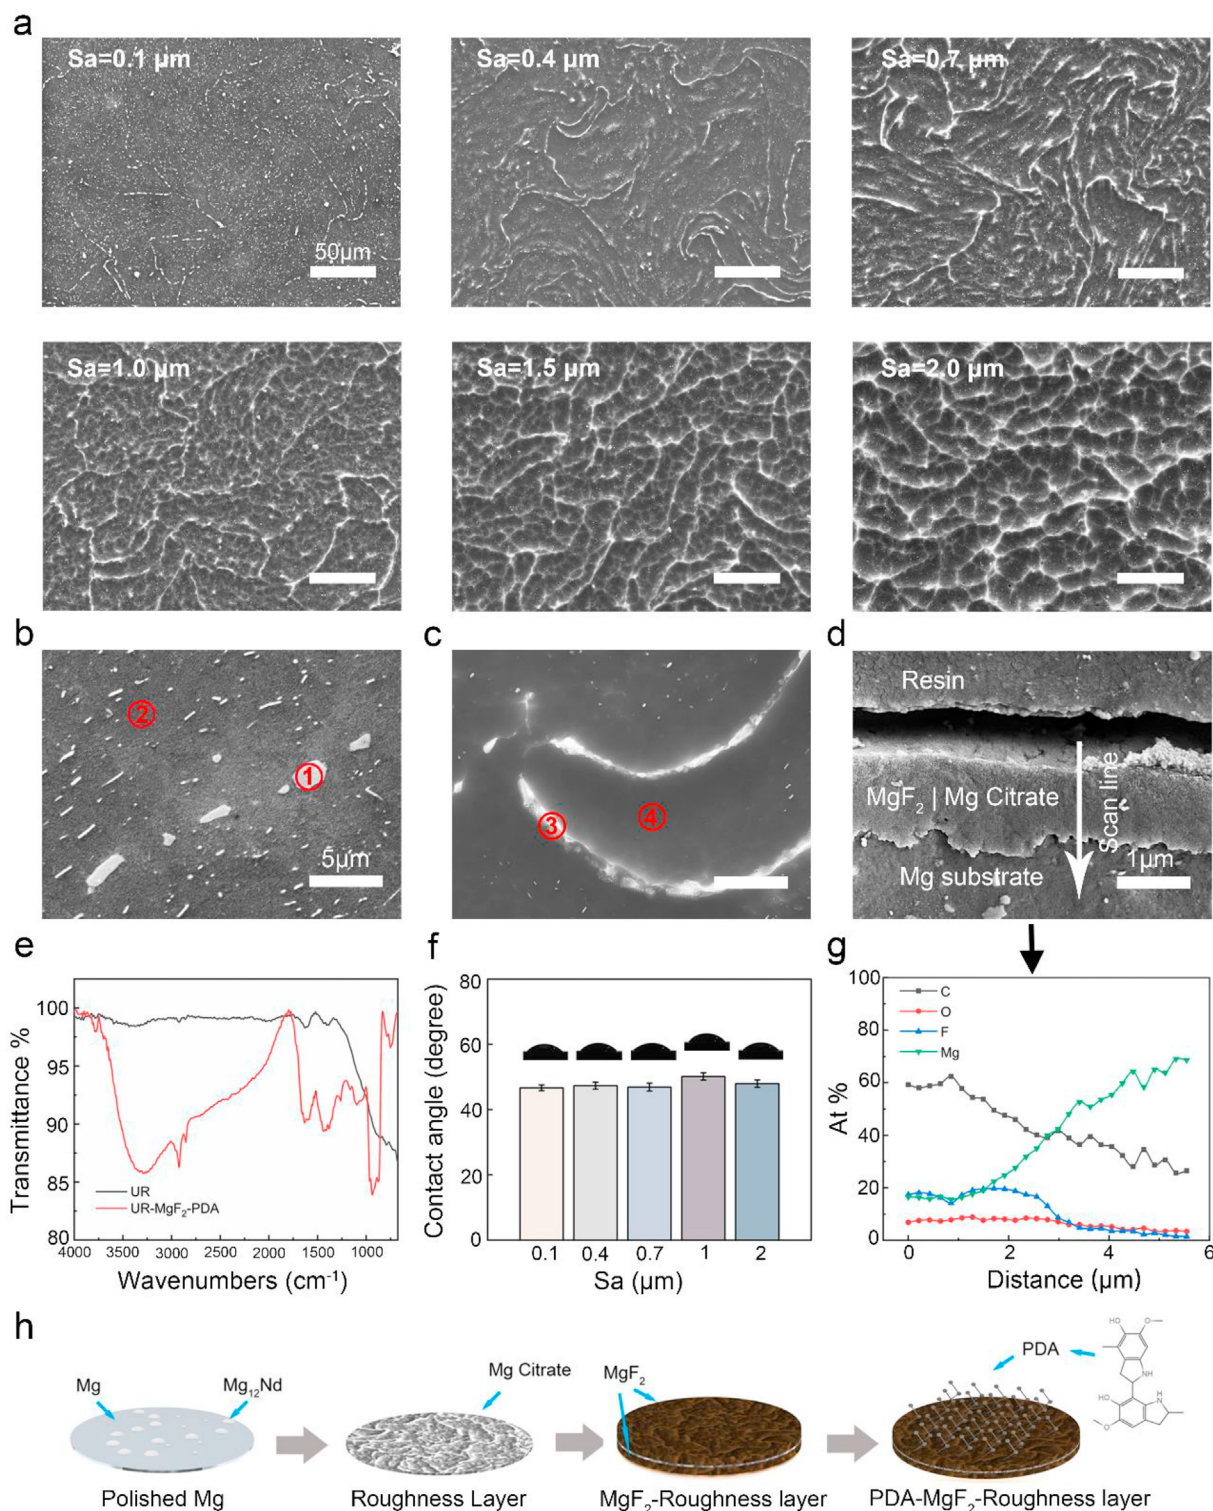 a
Sa=0.1 µm
Sa=0.4 µm
Sa=0.7 µm
50µm
Sa=1.0 µm
Sa=1.5 µm
Sa=2.0 µm
b
c
d
②
①
5µm
③
④
Resin
MgF₂ | Mg Citrate
Scan line
Mg substrate
1µm
e
f
g
Transmittance %
100
95
90
85
80
UR
UR-MgF₂-PDA
4000 3500 3000 2500 2000 1500 1000
Wavenumbers (cm⁻¹)
Contact angle (degree)
80
60
40
20
0
0.1 0.4 0.7 1 2
Sa (µm)
At %
100
80
60
40
20
0
C
O
F
Mg
0 2 4 6
Distance (µm)
h
Mg
Mg₁₂Nd
Polished Mg
Mg Citrate
Roughness Layer
MgF₂
MgF₂-Roughness layer
PDA
HO
O
NH
HO
H
N
O
PDA-MgF₂-Roughness layer